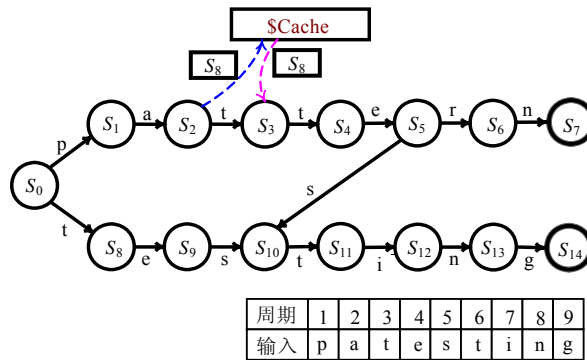 $Cache
S8 S8
a t t e r n
S1 S2 S3 S4 S5 S6 S7
p
S0 s
t
S8 S9 S10 S11 S12 S13 S14
e s t i n g
周期 1 2 3 4 5 6 7 8 9
输入 p a t e s t i n g